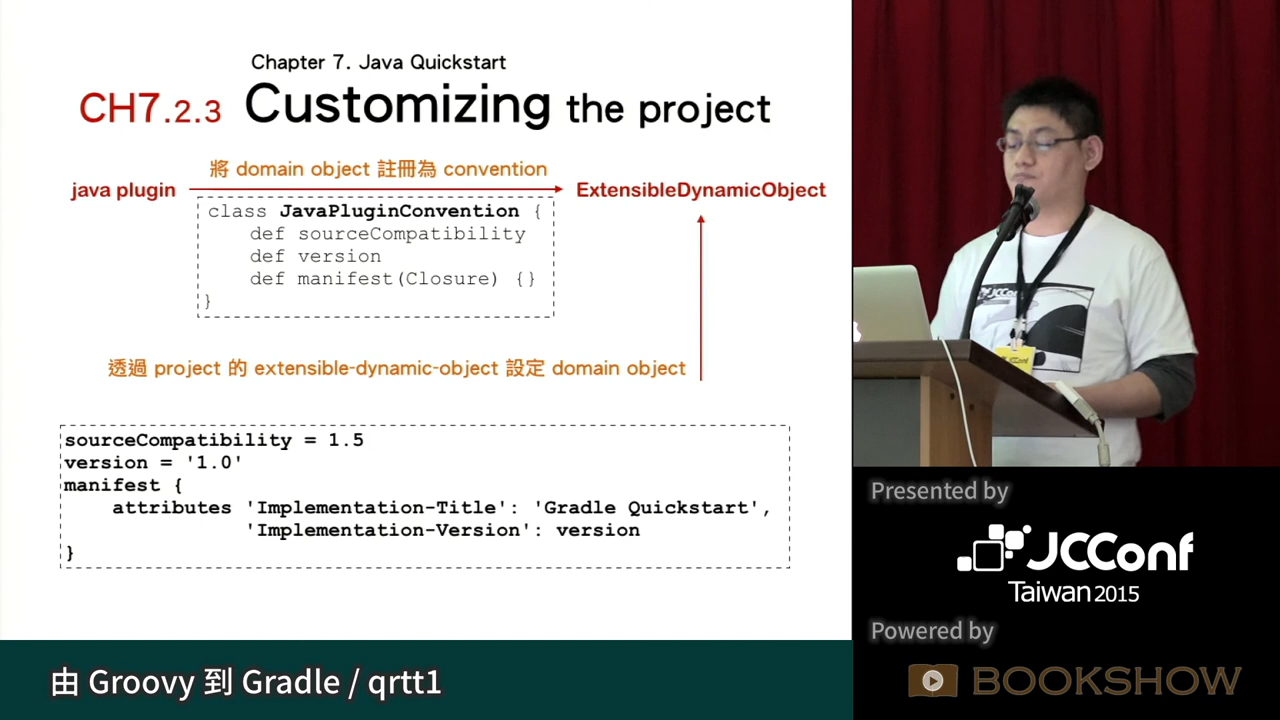 Chapter 7. Java Quickstart
CH7.2.3 Customizing the project
將 domain object 註冊為 convention
java plugin
ExtensibleDynamicObject
class JavaPluginConvention {
def sourceCompatibility
def version
def manifest(Closure) {}
}
透過 project 的 extensible-dynamic-object 設定 domain object
sourceCompatibility = 1.5
version = '1.0'
manifest {
attributes 'Implementation-Title': 'Gradle Quickstart',
'Implementation-Version': version
}
JCConf
JCConf
Presented by
JCConf
Taiwan 2015
Powered by
BOOKSHOW
由 Groovy 到 Gradle / qrtt1